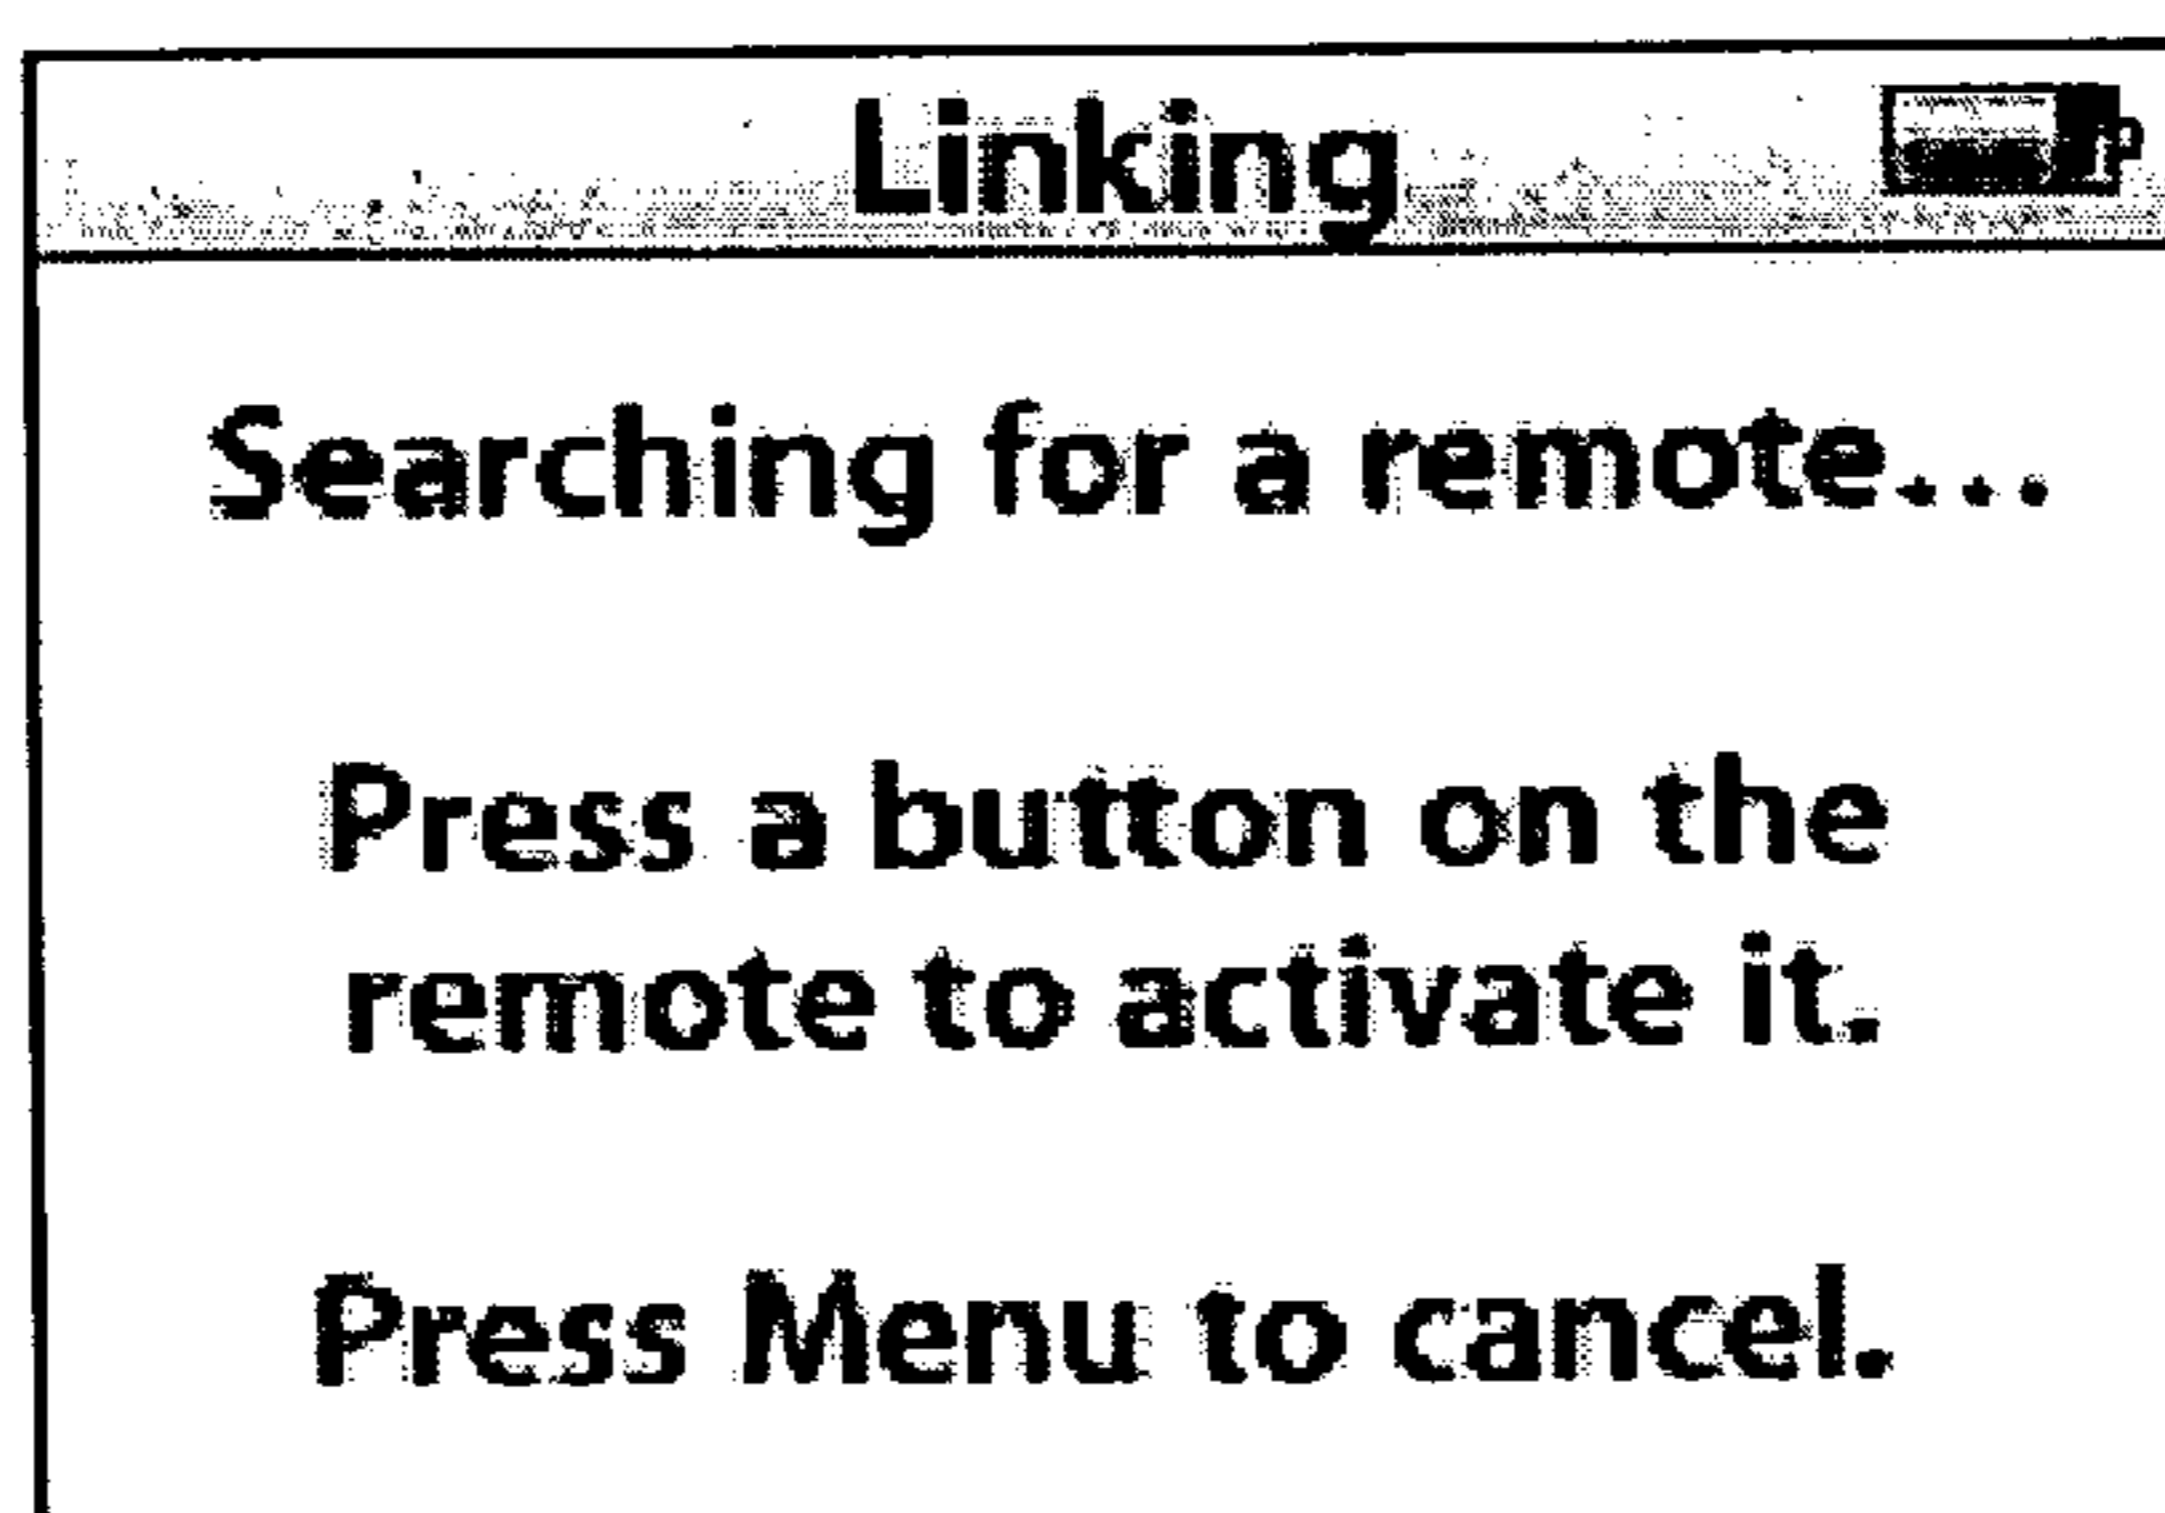 Linking
Searching for a remote...
Press a button on the
remote to activate it.
Press Menu to cancel.